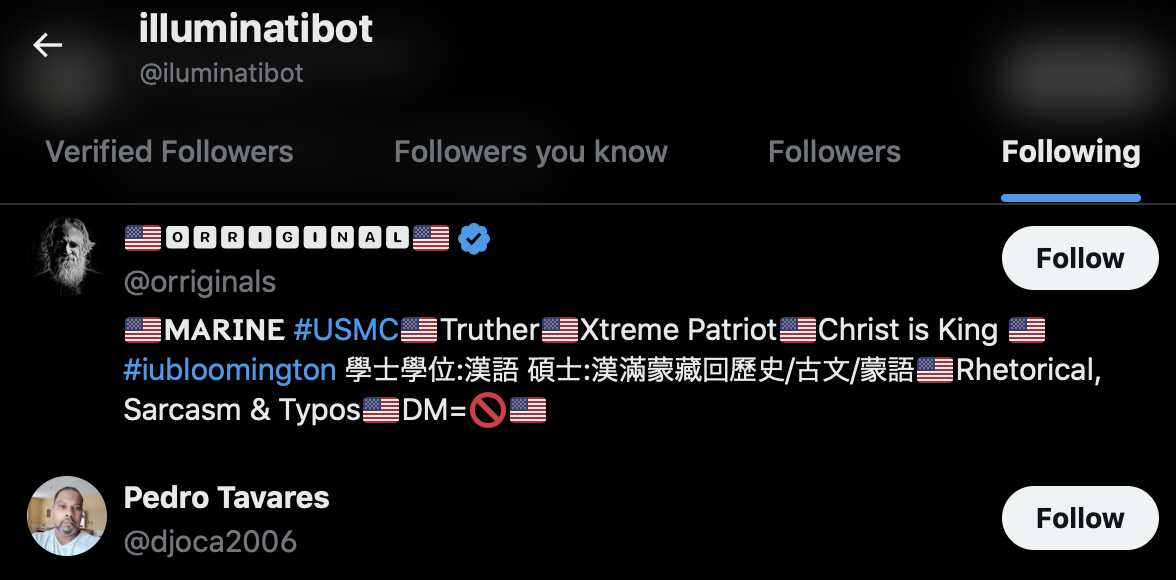 illuminatibot
@iluminatibot
Verified Followers Followers you know Followers Following
🇺🇸🅾🆁🆁🅸🅶🅸🅽🅰🅻🇺🇸
@orriginals
Follow
🇺🇸MARINE #USMC🇺🇸Truther🇺🇸Xtreme Patriot🇺🇸Christ is King 🇺🇸
#iubloomington 學士學位:漢語 碩士:漢滿蒙藏回歷史/古文/蒙語🇺🇸Rhetorical,
Sarcasm & Typos🇺🇸DM=🚫🇺🇸
Pedro Tavares
@djoca2006
Follow